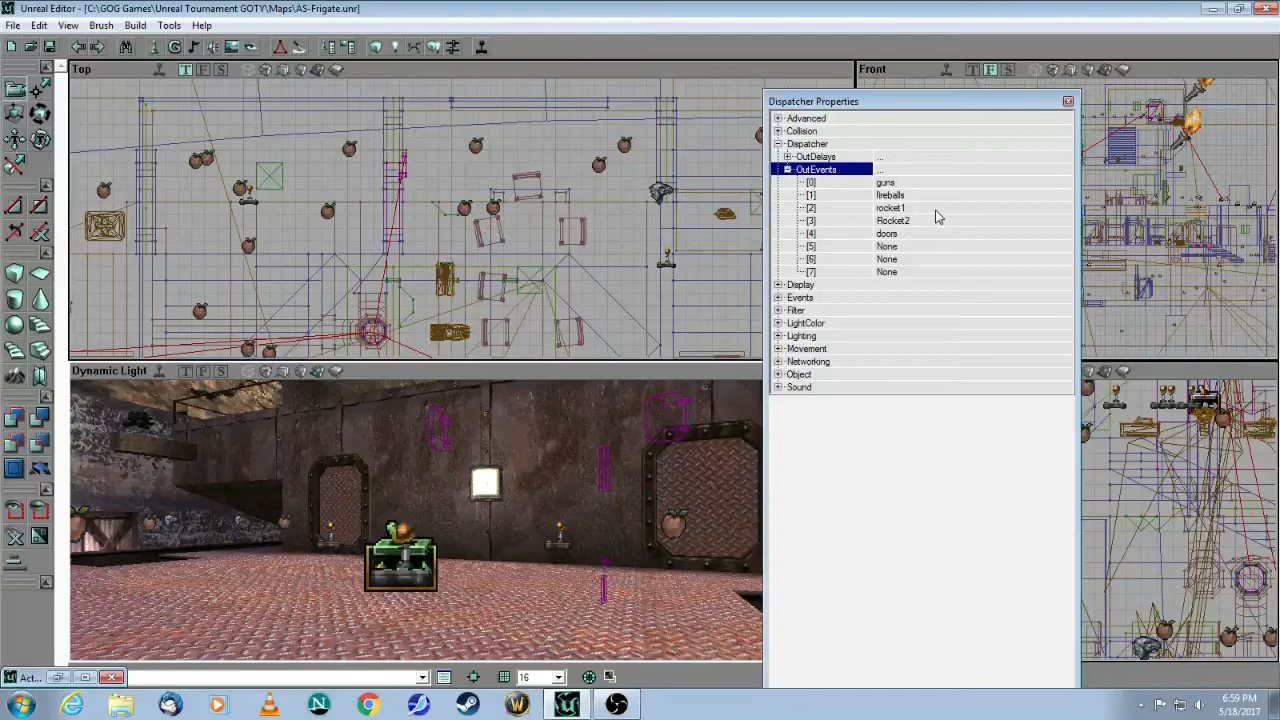 Unreal Editor - [C:\GOG Games\Unreal Tournament GOTY\Maps\AS-Frigate.unr]
File Edit View Brush Build Tools Help
Top T F S
Front T F S
Dispatcher Properties
Advanced
Collision
Dispatcher
OutDelays ...
OutEvents ...
[0] guns
[1] fireballs
[2] rocket1
[3] Rocket2
[4] doors
[5] None
[6] None
[7] None
Display
Events
Filter
LightColor
Lighting
Movement
Networking
Object
Sound
Dynamic Light T F S
Act...
16
6:59 PM
5/18/2017